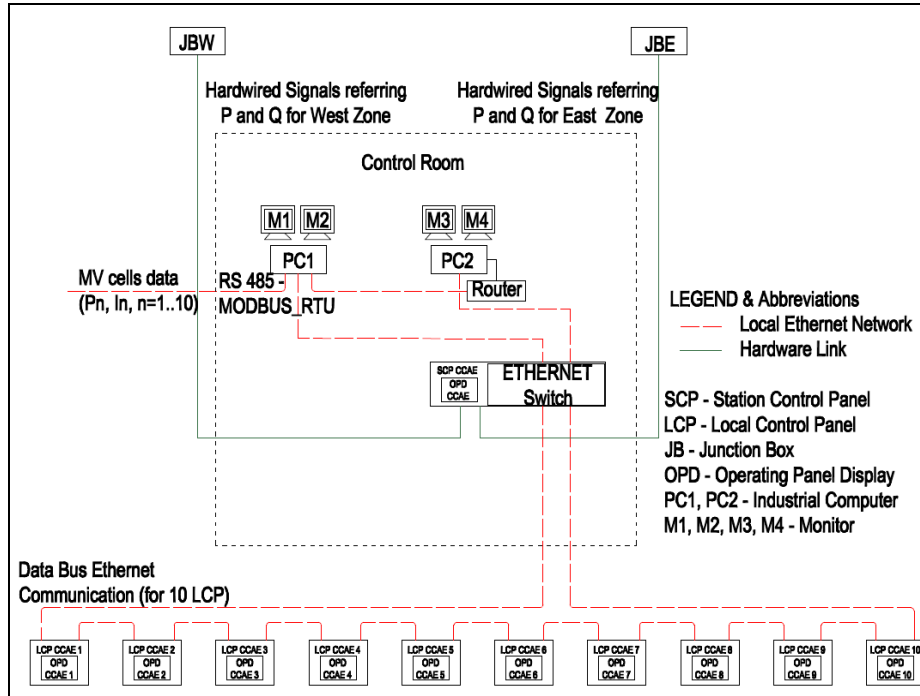 JBW
JBE
Hardwired Signals referring
P and Q for West Zone
Hardwired Signals referring
P and Q for East Zone
Control Room
M1
M2
M3
M4
PC1
PC2
Router
MV cells data
(Pn, In, n=1..10)
RS 485 -
MODBUS_RTU
LEGEND & Abbreviations
Local Ethernet Network
Hardware Link
SCP CCAE
OPD
CCAE
ETHERNET
Switch
SCP - Station Control Panel
LCP - Local Control Panel
JB - Junction Box
OPD - Operating Panel Display
PC1, PC2 - Industrial Computer
M1, M2, M3, M4 - Monitor
Data Bus Ethernet
Communication (for 10 LCP)
LCP CCAE 1
OPD
CCAE 1
LCP CCAE 2
OPD
CCAE 2
LCP CCAE 3
OPD
CCAE 3
LCP CCAE 4
OPD
CCAE 4
LCP CCAE 5
OPD
CCAE 5
LCP CCAE 6
OPD
CCAE 6
LCP CCAE 7
OPD
CCAE 7
LCP CCAE 8
OPD
CCAE 8
LCP CCAE 9
OPD
CCAE 9
LCP CCAE 10
OPD
CCAE 10